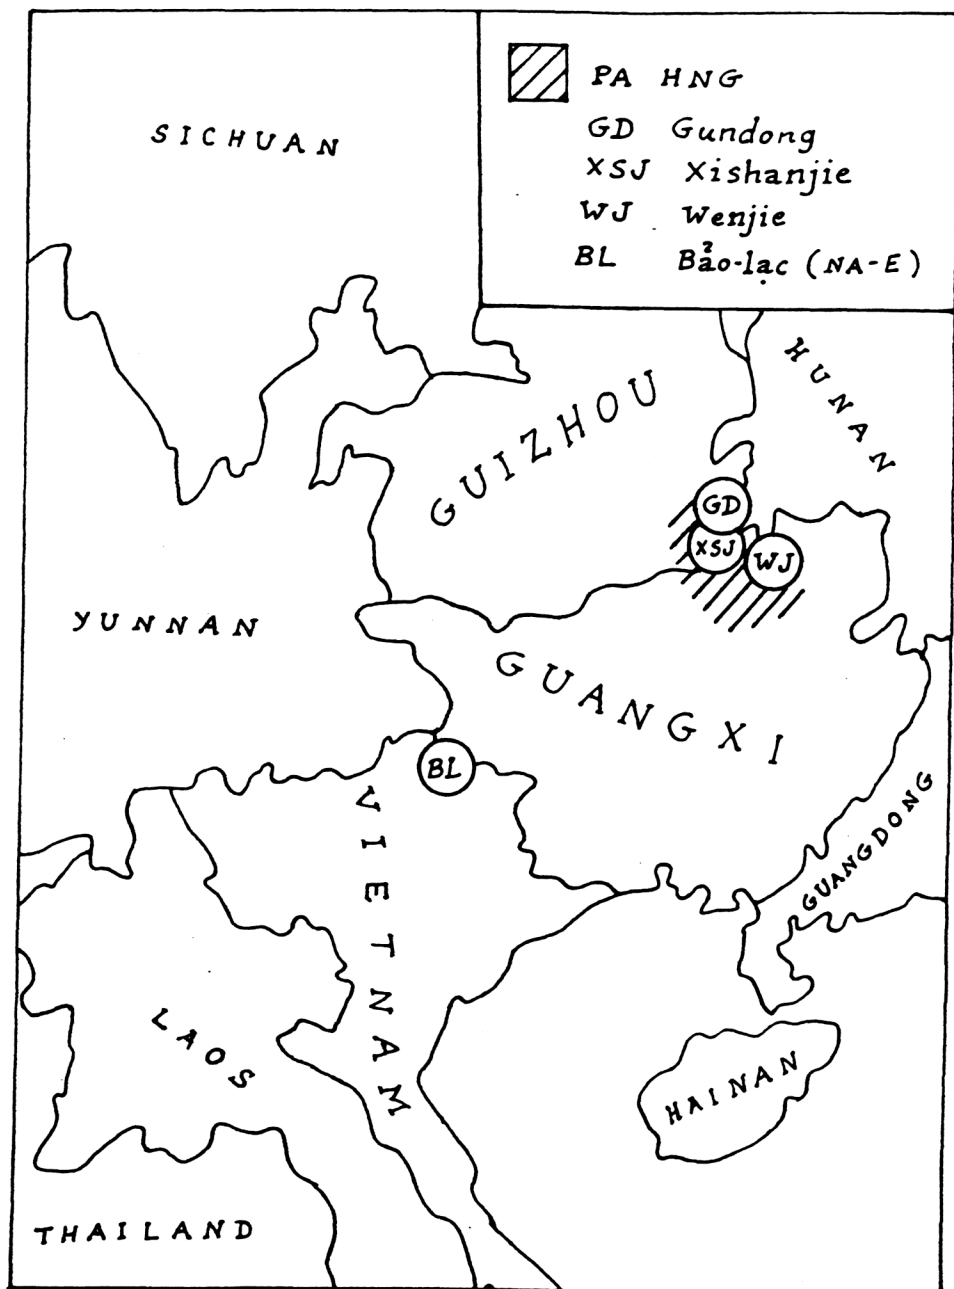 PA HNG
GD Gundong
XSJ Xishanjie
WJ Wenjie
BL Bảo-lạc (NA-E)
SICHUAN
HUNAN
GUIZHOU
GD
XSJ
WJ
YUNNAN
GUANGXI
BL
VIETNAM
GUANGDONG
LAOS
HAINAN
THAILAND